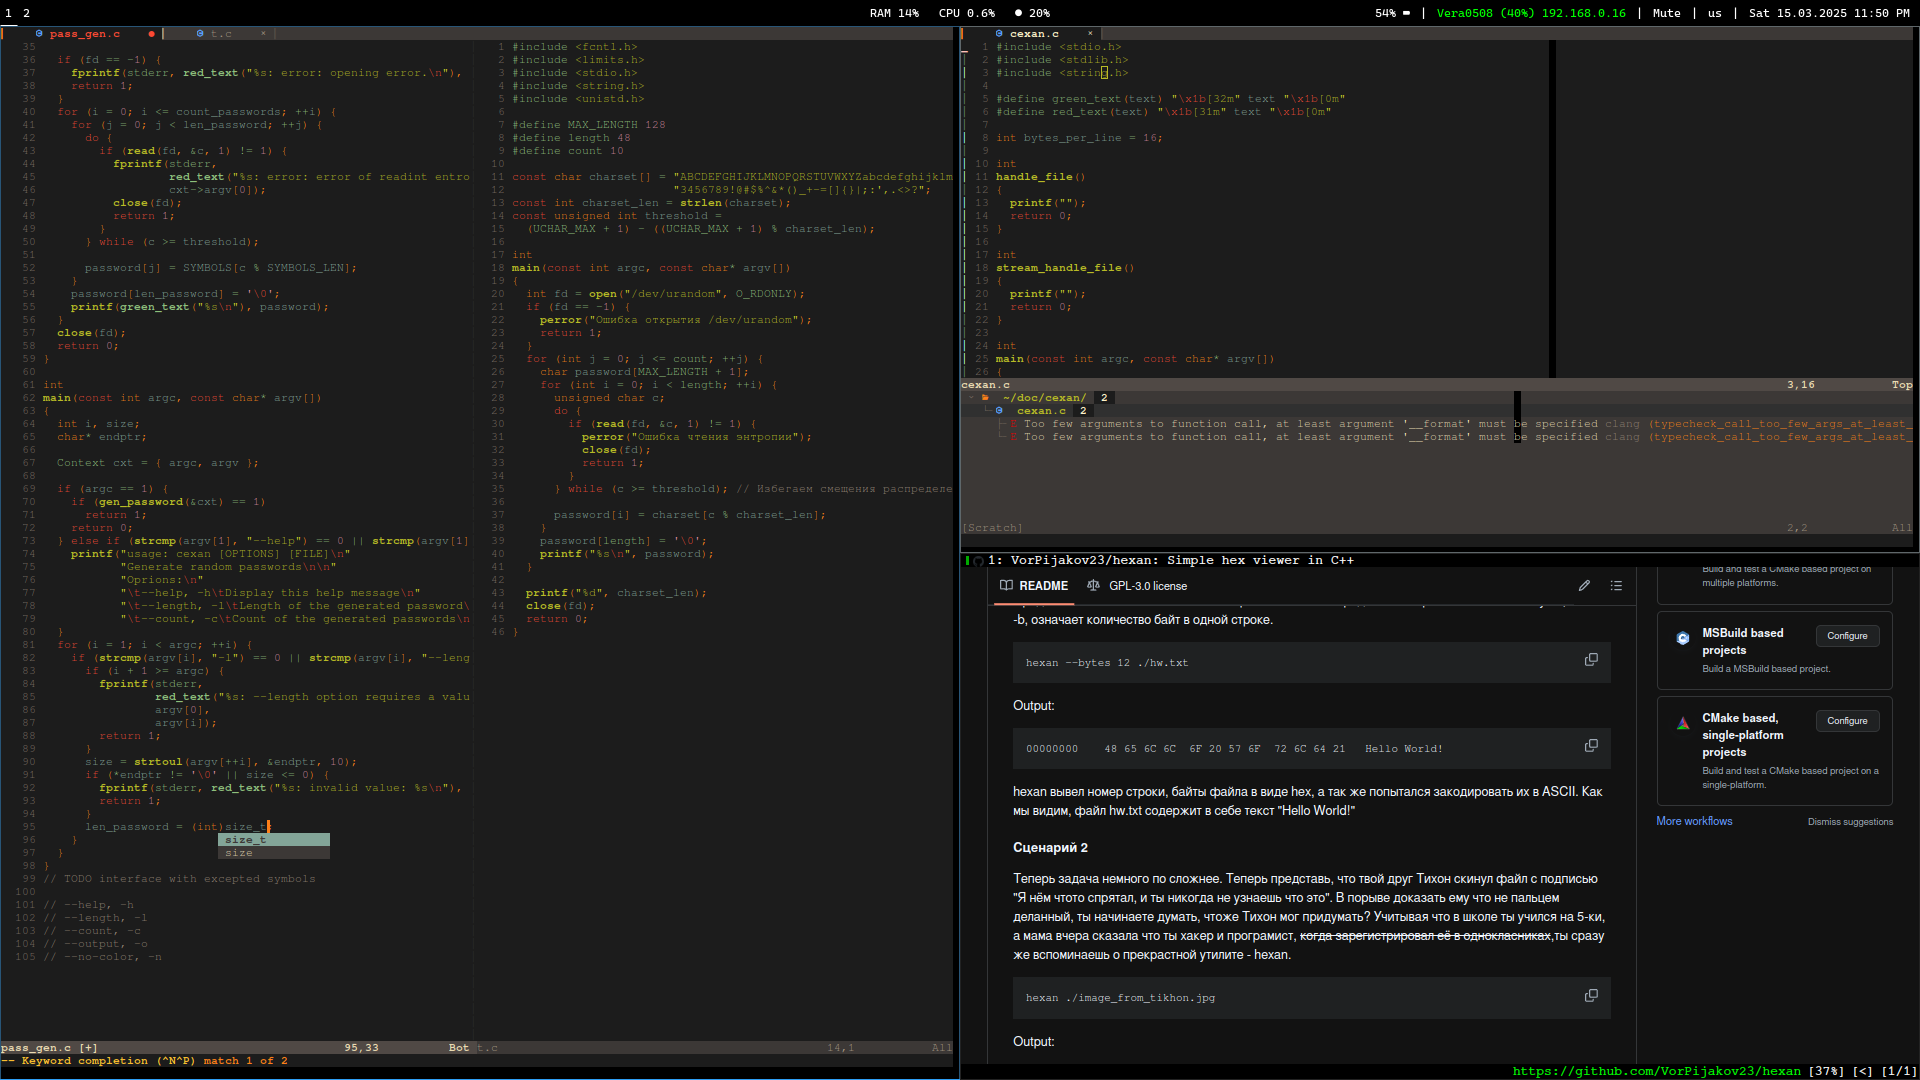 1 2
RAM 14% CPU 0.6% ● 20%
54% | Vera0508 (40%) 192.168.0.16 | Mute | us | Sat 15.03.2025 11:50 PM
pass_gen.c ● t.c ×
35
36 if (fd == -1) {
37 fprintf(stderr, red_text("%s: error: opening error.\n"),
38 return 1;
39 }
40 for (i = 0; i <= count_passwords; ++i) {
41 for (j = 0; j < len_password; ++j) {
42 do {
43 if (read(fd, &c, 1) != 1) {
44 fprintf(stderr,
45 red_text("%s: error: error of readint entro
46 cxt->argv[0]);
47 close(fd);
48 return 1;
49 }
50 } while (c >= threshold);
51
52 password[j] = SYMBOLS[c % SYMBOLS_LEN];
53 }
54 password[len_password] = '\0';
55 printf(green_text("%s\n"), password);
56 }
57 close(fd);
58 return 0;
59 }
60
61 int
62 main(const int argc, const char* argv[])
63 {
64 int i, size;
65 char* endptr;
66
67 Context cxt = { argc, argv };
68
69 if (argc == 1) {
70 if (gen_password(&cxt) == 1)
71 return 1;
72 return 0;
73 } else if (strcmp(argv[1], "--help") == 0 || strcmp(argv[1]
74 printf("usage: cexan [OPTIONS] [FILE]\n"
75 "Generate random passwords\n\n"
76 "Oprions:\n"
77 "\t--help, -h\tDisplay this help message\n"
78 "\t--length, -l\tLength of the generated password\
79 "\t--count, -c\tCount of the generated passwords\n
80 }
81 for (i = 1; i < argc; ++i) {
82 if (strcmp(argv[i], "-l") == 0 || strcmp(argv[i], "--leng
83 if (i + 1 >= argc) {
84 fprintf(stderr,
85 red_text("%s: --length option requires a valu
86 argv[0],
87 argv[i]);
88 return 1;
89 }
90 size = strtoul(argv[++i], &endptr, 10);
91 if (*endptr != '\0' || size <= 0) {
92 fprintf(stderr, red_text("%s: invalid value: %s\n"),
93 return 1;
94 }
95 len_password = (int)size_t;
96 } size_t
97 } size
98 }
99 // TODO interface with excepted symbols
100
101 // --help, -h
102 // --length, -l
103 // --count, -c
104 // --output, -o
105 // --no-color, -n
pass_gen.c [+] 95,33 Bot
-- Keyword completion (^N^P) match 1 of 2
1 #include <fcntl.h>
2 #include <limits.h>
3 #include <stdio.h>
4 #include <string.h>
5 #include <unistd.h>
6
7 #define MAX_LENGTH 128
8 #define length 48
9 #define count 10
10
11 const char charset[] = "ABCDEFGHIJKLMNOPQRSTUVWXYZabcdefghijklm
12 "3456789!@#$%^&*()_+-=[]{}|;:',.<>?";
13 const int charset_len = strlen(charset);
14 const unsigned int threshold =
15 (UCHAR_MAX + 1) - ((UCHAR_MAX + 1) % charset_len);
16
17 int
18 main(const int argc, const char* argv[])
19 {
20 int fd = open("/dev/urandom", O_RDONLY);
21 if (fd == -1) {
22 perror("Ошибка открытия /dev/urandom");
23 return 1;
24 }
25 for (int j = 0; j <= count; ++j) {
26 char password[MAX_LENGTH + 1];
27 for (int i = 0; i < length; ++i) {
28 unsigned char c;
29 do {
30 if (read(fd, &c, 1) != 1) {
31 perror("Ошибка чтения энтропии");
32 close(fd);
33 return 1;
34 }
35 } while (c >= threshold); // Избегаем смещения распределе
36
37 password[i] = charset[c % charset_len];
38 }
39 password[length] = '\0';
40 printf("%s\n", password);
41 }
42
43 printf("%d", charset_len);
44 close(fd);
45 return 0;
46 }
t.c 14,1 All
cexan.c ×
1 #include <stdio.h>
2 #include <stdlib.h>
3 #include <string.h>
4
5 #define green_text(text) "\x1b[32m" text "\x1b[0m"
6 #define red_text(text) "\x1b[31m" text "\x1b[0m"
7
8 int bytes_per_line = 16;
9
10 int
11 handle_file()
12 {
13 printf("");
14 return 0;
15 }
16
17 int
18 stream_handle_file()
19 {
20 printf("");
21 return 0;
22 }
23
24 int
25 main(const int argc, const char* argv[])
26 {
cexan.c 3,16 Top
~/doc/cexan/ 2
cexan.c 2
E Too few arguments to function call, at least argument '__format' must be specified clang (typecheck_call_too_few_args_at_least_
E Too few arguments to function call, at least argument '__format' must be specified clang (typecheck_call_too_few_args_at_least_
[Scratch] 2,2 All
1: VorPijakov23/hexan: Simple hex viewer in C++
README GPL-3.0 license
-b, означает количество байт в одной строке.
hexan --bytes 12 ./hw.txt
Output:
00000000 48 65 6C 6C 6F 20 57 6F 72 6C 64 21 Hello World!
hexan вывел номер строки, байты файла в виде hex, а так же попытался закодировать их в ASCII. Как
мы видим, файл hw.txt содержит в себе текст "Hello World!"
Сценарий 2
Теперь задача немного по сложнее. Теперь представь, что твой друг Тихон скинул файл с подписью
"Я нём чтото спрятал, и ты никогда не узнаешь что это". В порыве доказать ему что не пальцем
деланный, ты начинаете думать, чтоже Тихон мог придумать? Учитывая что в школе ты учился на 5-ки,
а мама вчера сказала что ты хакер и програмист, когда зарегистрировал её в однокласниках,ты сразу
же вспоминаешь о прекрастной утилите - hexan.
hexan ./image_from_tikhon.jpg
Output:
Build and test a CMake based project on
multiple platforms.
MSBuild based
projects
Configure
Build a MSBuild based project.
CMake based,
single-platform
projects
Configure
Build and test a CMake based project on a
single-platform.
More workflows Dismiss suggestions
https://github.com/VorPijakov23/hexan [37%] [<] [1/1]